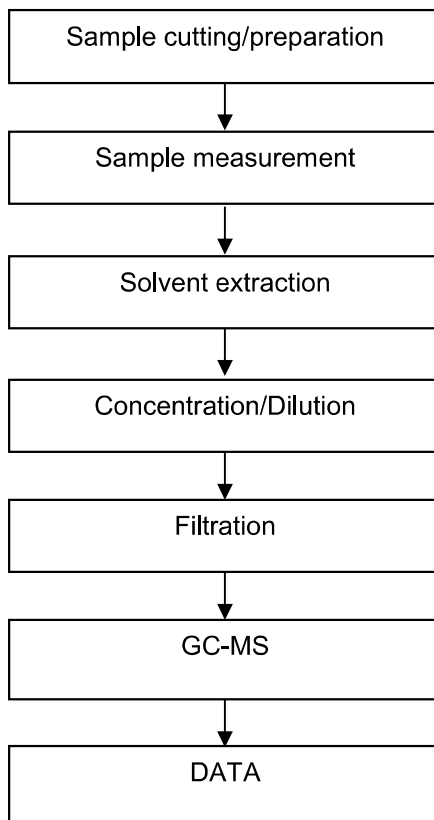 Sample cutting/preparation
Sample measurement
Solvent extraction
Concentration/Dilution
Filtration
GC-MS
DATA